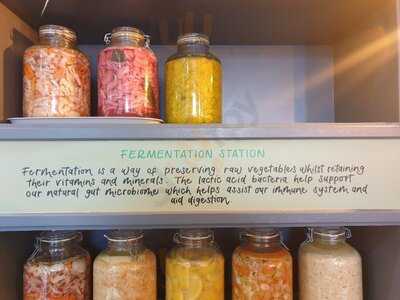 FERMENTATION STATION
Fermentation is a way of preserving raw vegetables whilst retaining
their vitamins and minerals. The lactic acid bacteria help support
our natural gut microbiome which helps assist our immune system and
aid digestion